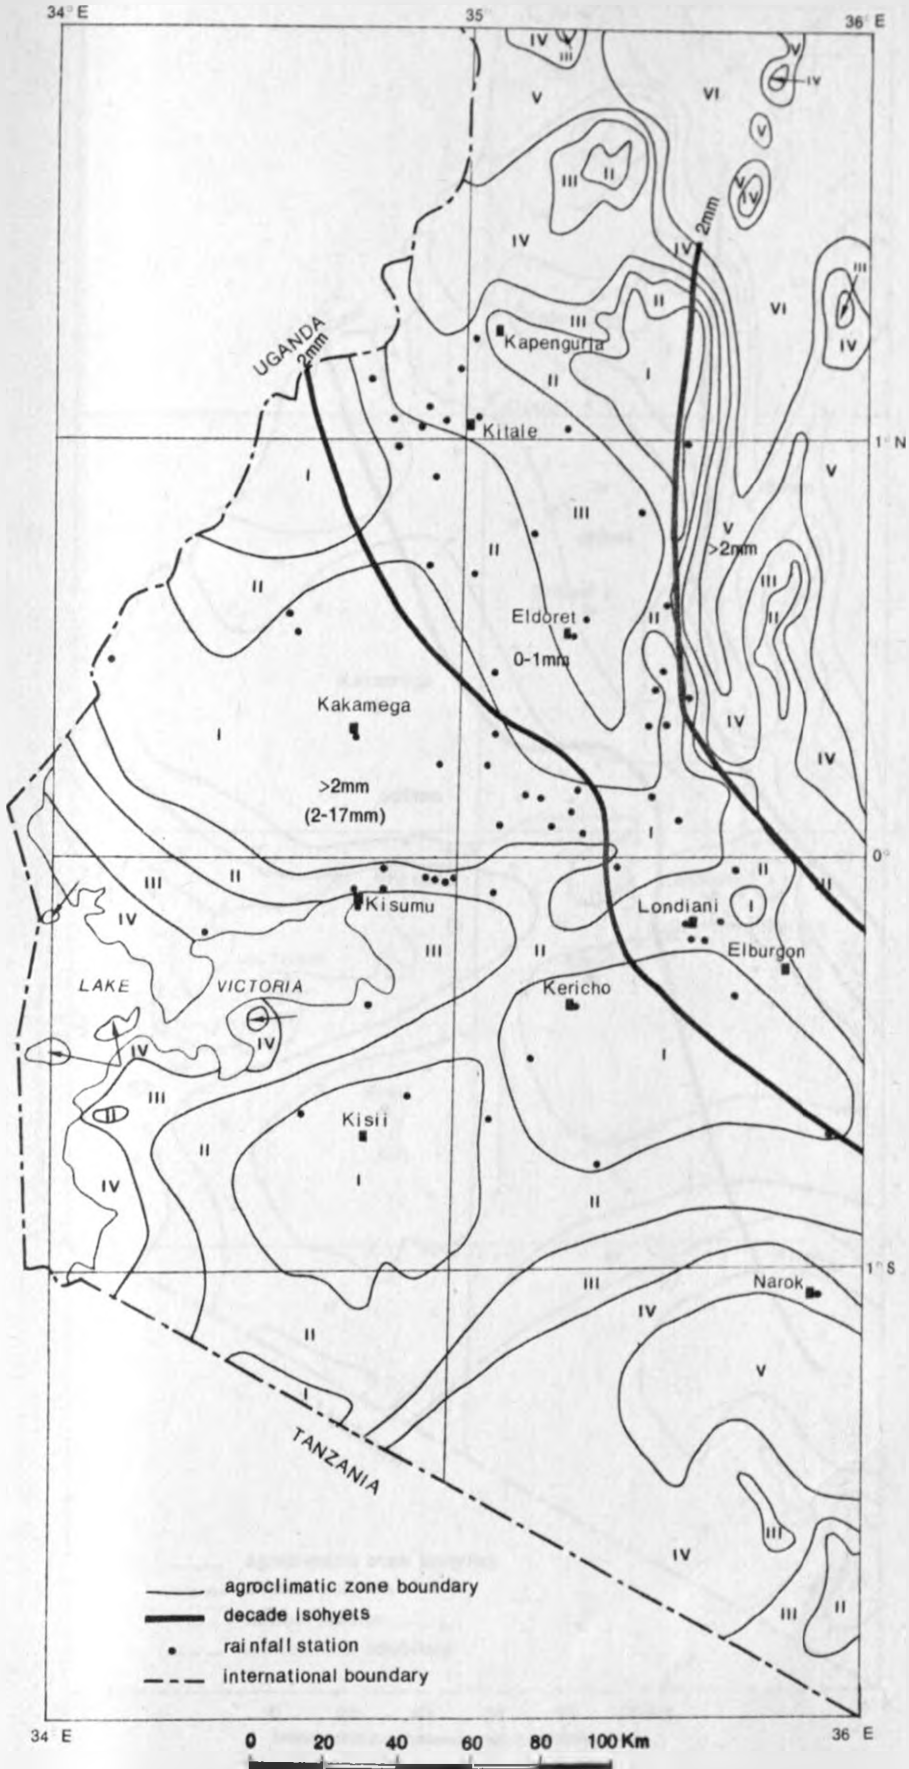 34° E
35°
36° E
IV
III
V
IV
V
VI
V
III
II
V
IV
2mm
IV
IV
III
VI
II
III
UGANDA
2mm
Kapenguria
IV
II
I
Kitale
1° N
V
I
III
V
>2mm
II
III
II
II
Eldoret
II
0-1mm
Kakamega
IV
I
IV
>2mm
(2-17mm)
I
0°
II
II
III
III
Kisumu
I
Londiani
IV
III
II
Elburgon
LAKE VICTORIA
Kericho
IV
IV
I
III
II
Kisii
II
IV
I
II
1° S
III
Narok
IV
II
V
I
TANZANIA
III
IV
III
II
agroclimatic zone boundary
decade isohyets
rainfall station
international boundary
34° E
36° E
0 20 40 60 80 100 Km